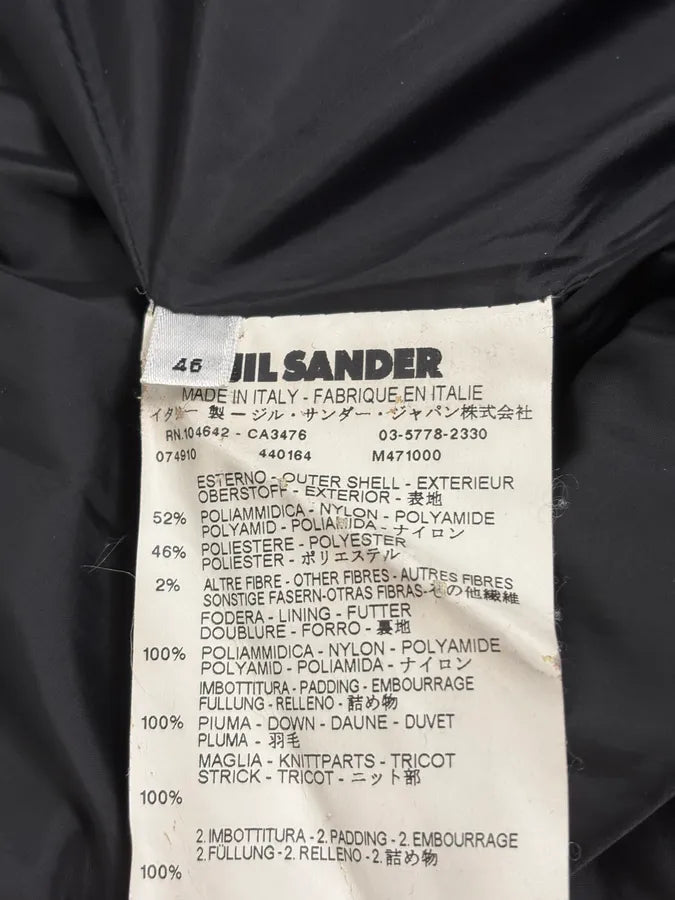 46
JIL SANDER
MADE IN ITALY - FABRIQUE EN ITALIE
製 ージル・サンダー・ジャパン株式会社
RN.104642 - CA3476 03-5778-2330
074910 440164 M471000
ESTERNO - OUTER SHELL - EXTERIEUR
OBERSTOFF - EXTERIOR - 表地
52% POLIAMMIDICA - NYLON - POLYAMIDE
POLYAMID - POLIAMIDA - ナイロン
46% POLIESTERE - POLYESTER
POLIESTER - ポリエステル
2% ALTRE FIBRE - OTHER FIBRES - AUTRES FIBRES
SONSTIGE FASERN-OTRAS FIBRAS-その他繊維
FODERA - LINING - FUTTER
DOUBLURE - FORRO - 裏地
100% POLIAMMIDICA - NYLON - POLYAMIDE
POLYAMID - POLIAMIDA - ナイロン
IMBOTTITURA - PADDING - EMBOURRAGE
FULLUNG - RELLENO - 詰め物
100% PIUMA - DOWN - DAUNE - DUVET
PLUMA - 羽毛
MAGLIA - KNITTPARTS - TRICOT
STRICK - TRICOT - ニット部
100%
2.IMBOTTITURA - 2.PADDING - 2.EMBOURRAGE
2.FÜLLUNG - 2.RELLENO - 2.詰め物
100%